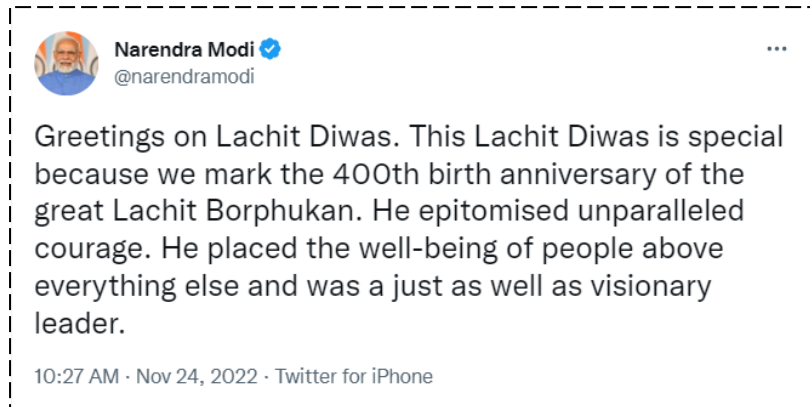 Narendra Modi
@narendramodi
Greetings on Lachit Diwas. This Lachit Diwas is special
because we mark the 400th birth anniversary of the
great Lachit Borphukan. He epitomised unparalleled
courage. He placed the well-being of people above
everything else and was a just as well as visionary
leader.
10:27 AM · Nov 24, 2022 · Twitter for iPhone